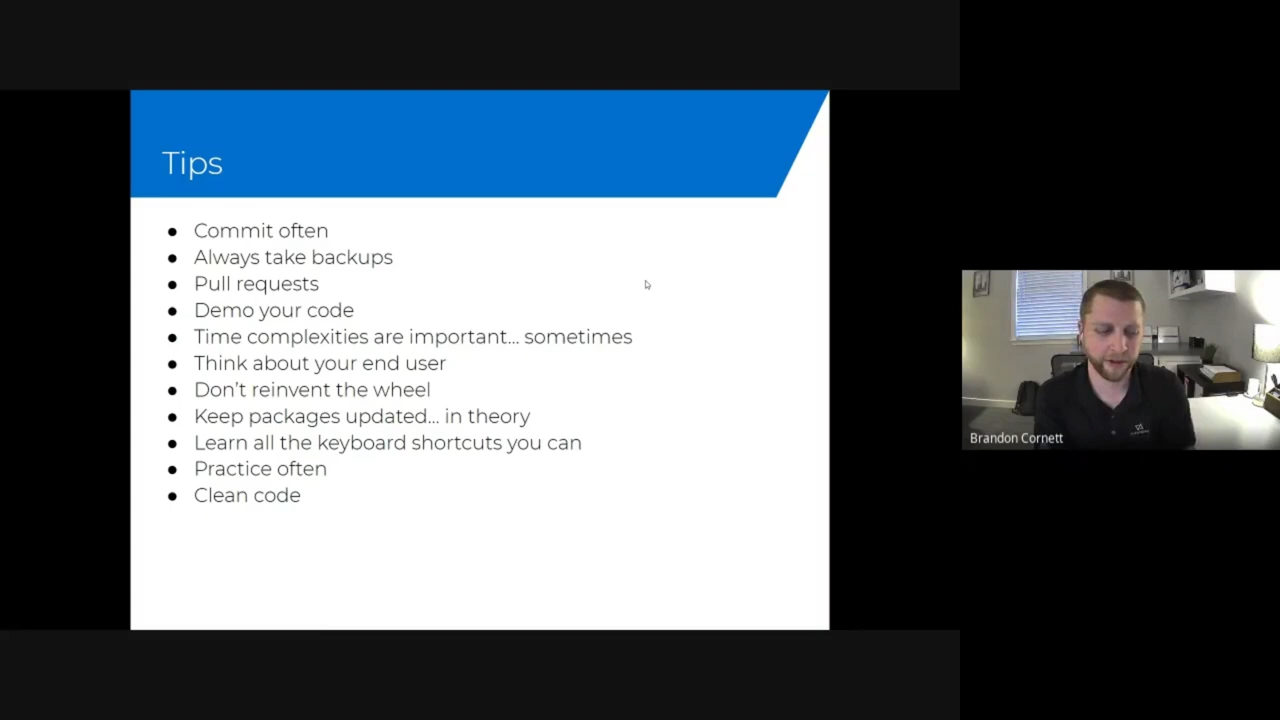 Tips
● Commit often
● Always take backups
● Pull requests
● Demo your code
● Time complexities are important... sometimes
● Think about your end user
● Don't reinvent the wheel
● Keep packages updated... in theory
● Learn all the keyboard shortcuts you can
● Practice often
● Clean code
Brandon Cornett